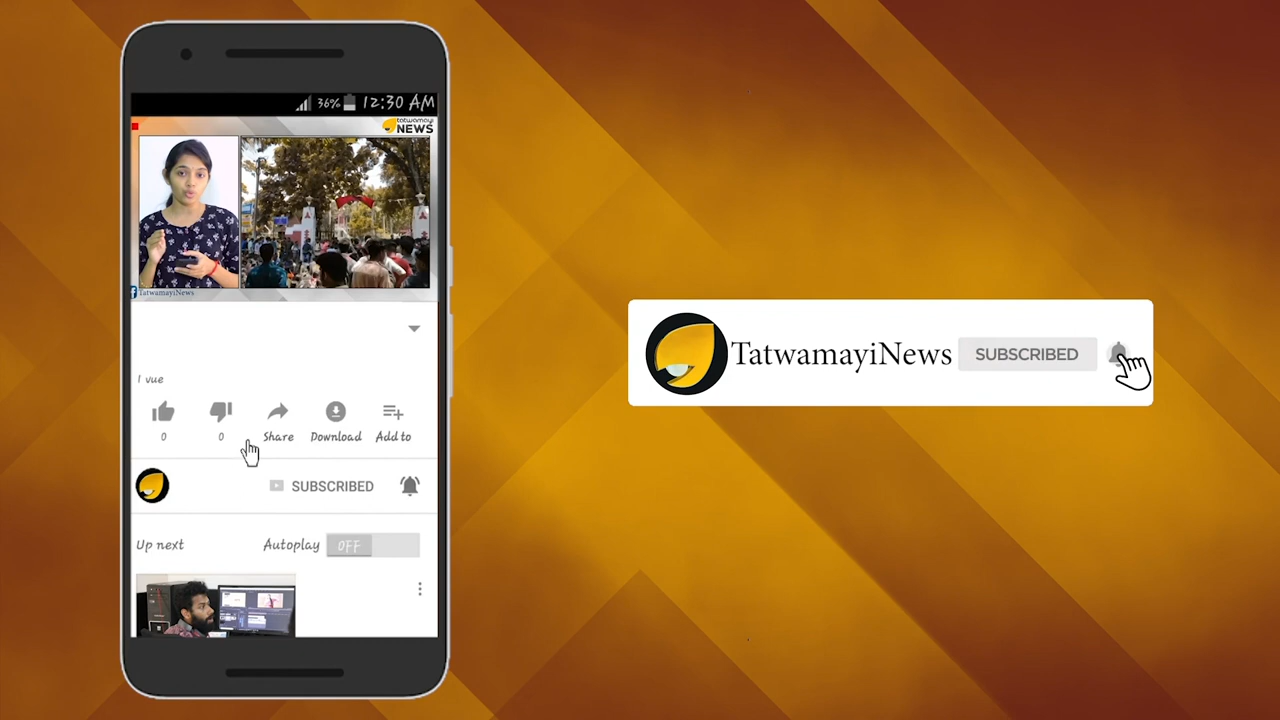 36% 12:30 AM
tatwamayi
NEWS
TatwamayiNews
1 vue
0 0 Share Download Add to
SUBSCRIBED
Up next Autoplay OFF
TatwamayiNews SUBSCRIBED